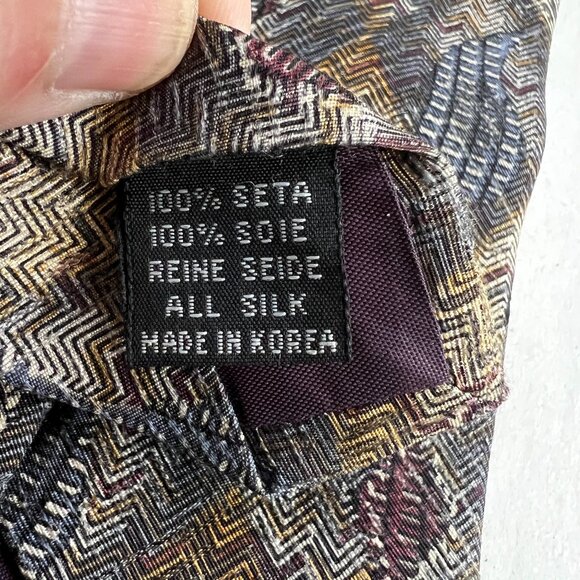 100% SETA
100% SOIE
REINE SEIDE
ALL SILK
MADE IN KOREA